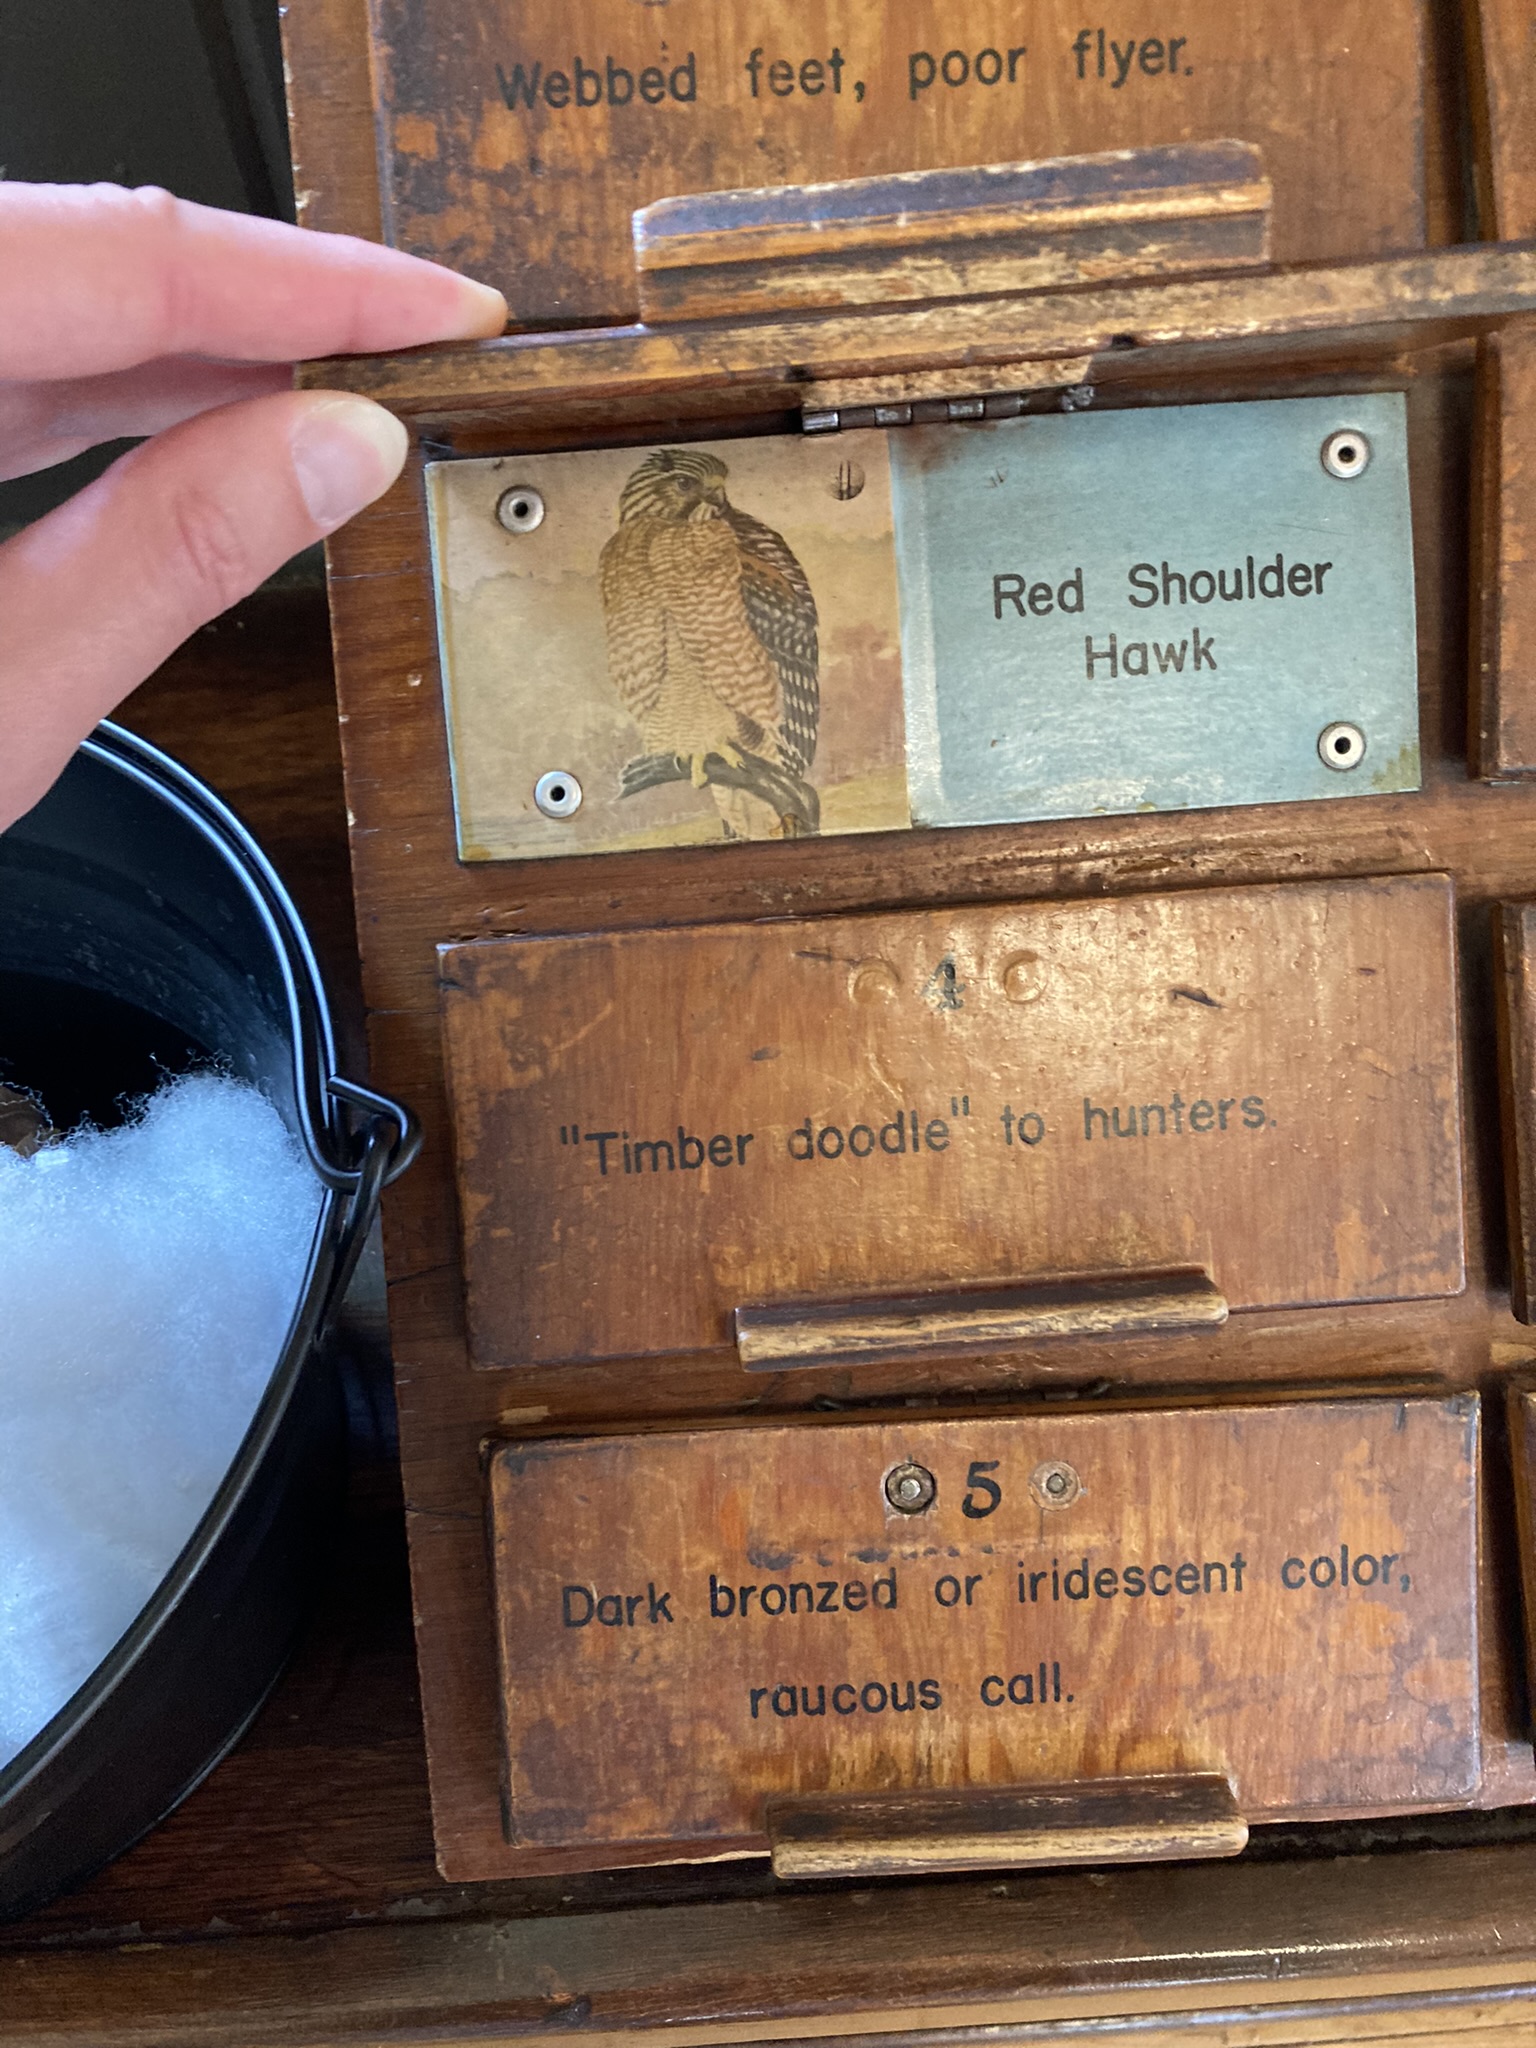 Webbed feet, poor flyer.
Red Shoulder
Hawk
4
"Timber doodle" to hunters.
5
Dark bronzed or iridescent color,
raucous call.